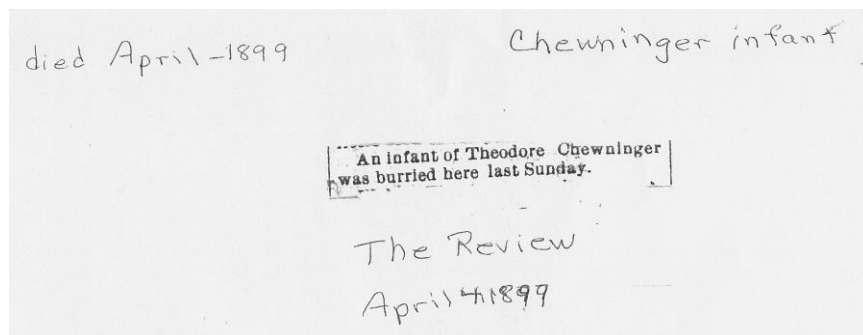 died April-1899
Chewninger infant
An infant of Theodore Chewninger
was burried here last Sunday.
The Review
April 4, 1899